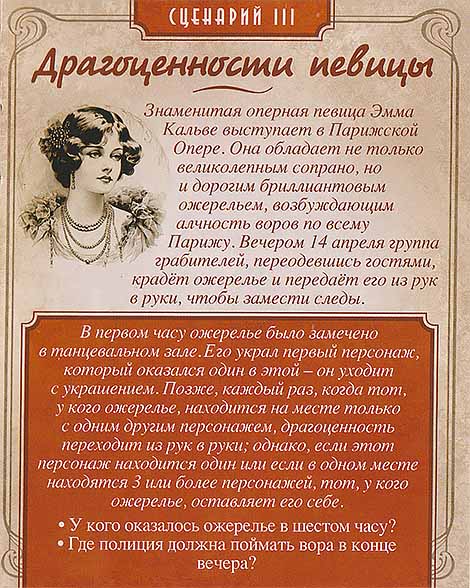 СЦЕНАРИЙ III
Драгоценности певицы
Знаменитая оперная певица Эмма
Кальве выступает в Парижской
Опере. Она обладает не только
великолепным сопрано, но
и дорогим бриллиантовым
ожерельем, возбуждающим
алчность воров по всему
Парижу. Вечером 14 апреля группа
грабителей, переодевшись гостями,
крадёт ожерелье и передаёт его из рук
в руки, чтобы замести следы.
В первом часу ожерелье было замечено
в танцевальном зале. Его украл первый персонаж,
который оказался один в этой – он уходит
с украшением. Позже, каждый раз, когда тот,
у кого ожерелье, находится на месте только
с одним другим персонажем, драгоценность
переходит из рук в руки; однако, если этот
персонаж находится один или если в одном месте
находятся 3 или более персонажей, тот, у кого
ожерелье, оставляет его себе.
• У кого оказалось ожерелье в шестом часу?
• Где полиция должна поймать вора в конце
вечера?